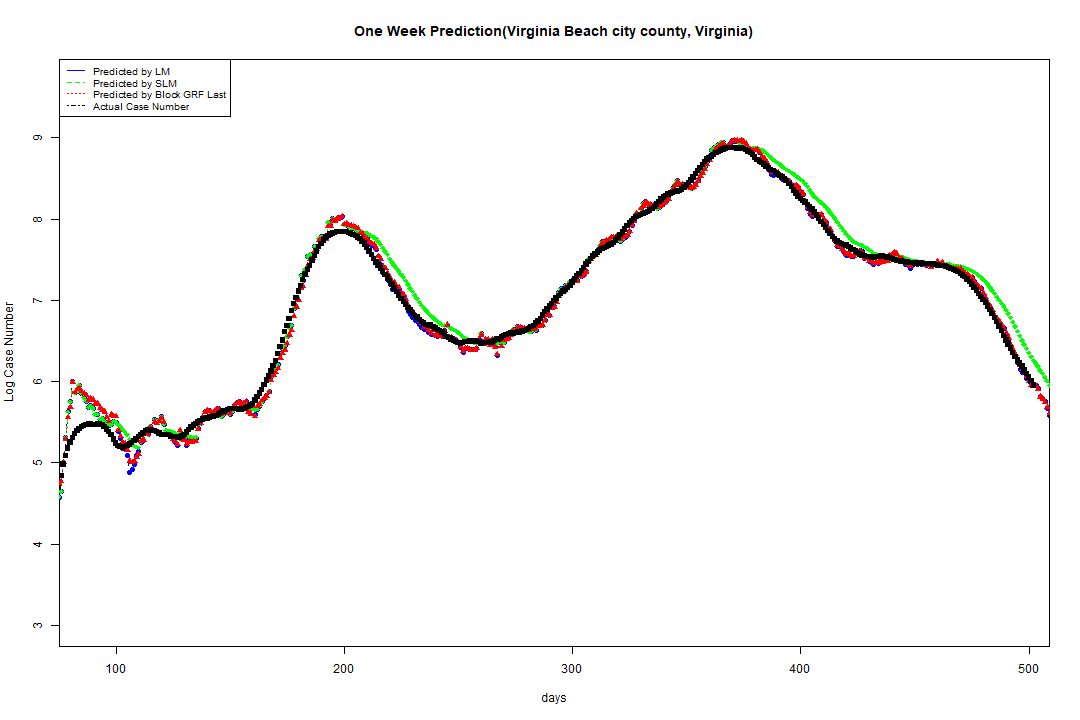 One Week Prediction(Virginia Beach city county, Virginia)
Predicted by LM
Predicted by SLM
Predicted by Block GRF Last
Actual Case Number
9
8
7
6
5
4
3
Log Case Number
100 200 300 400 500
days